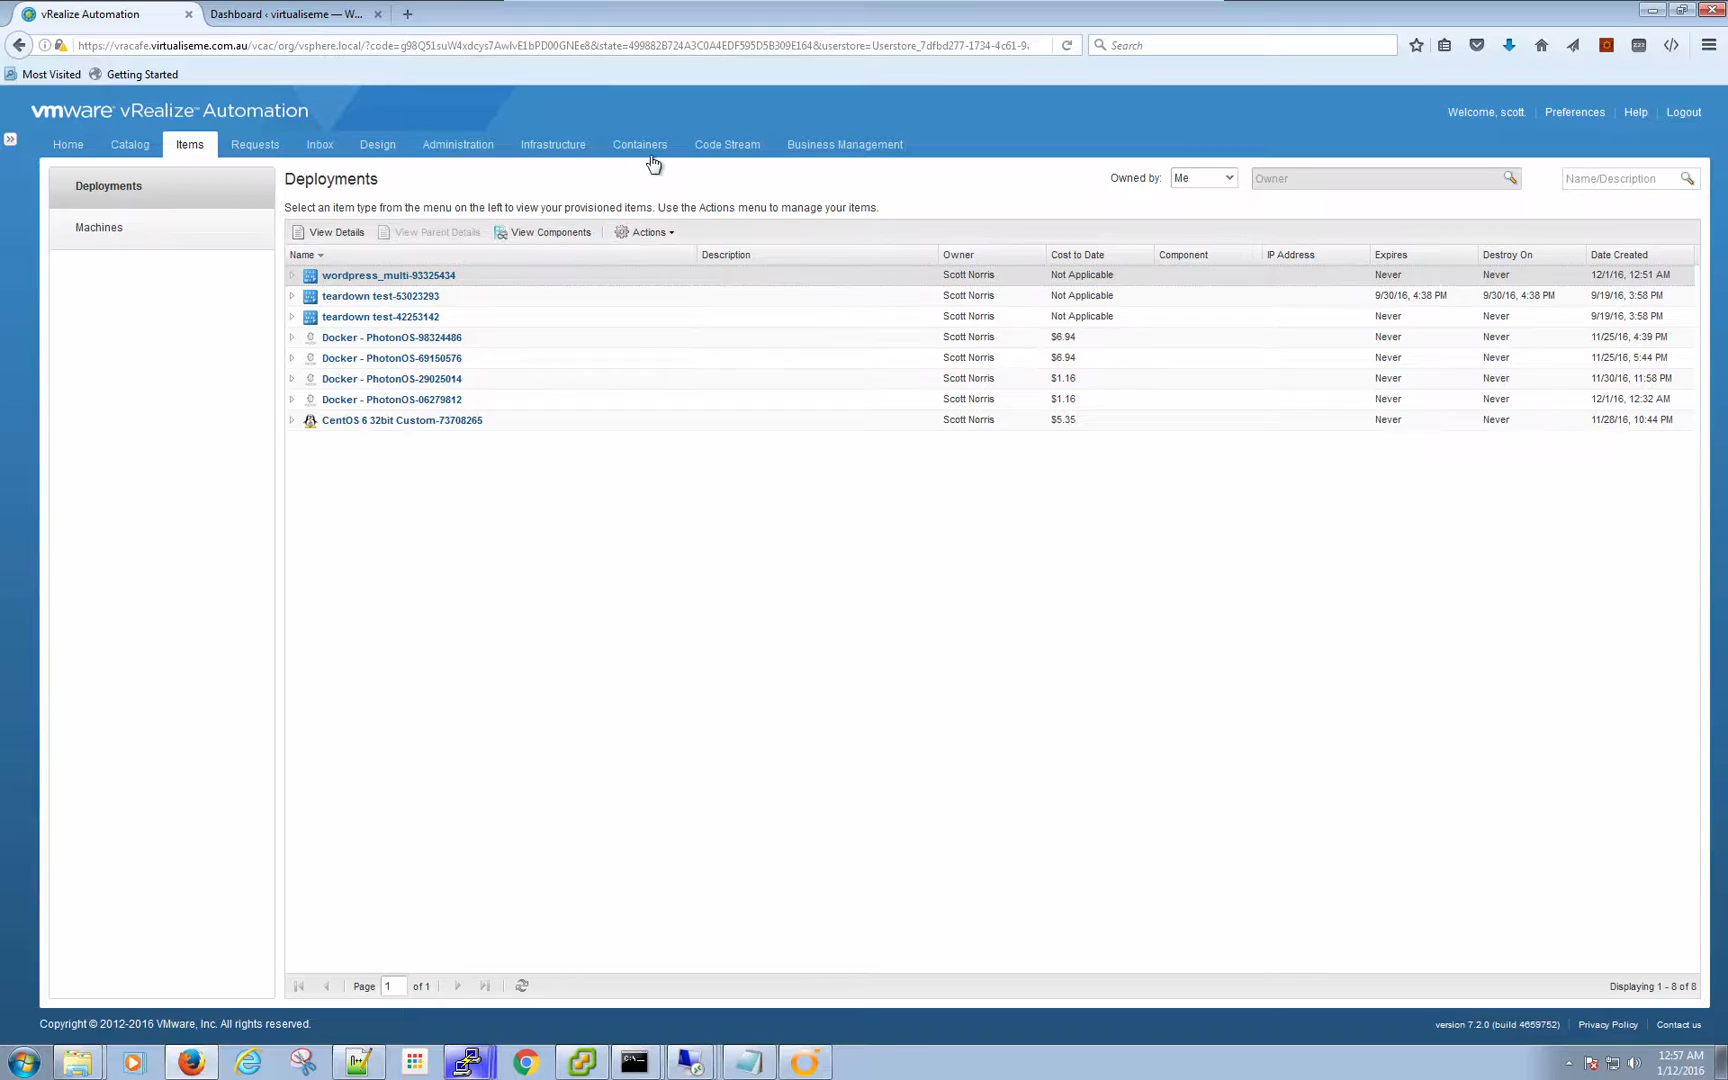 vRealize Automation
Dashboard ‹ virtualiseme — W...
https://vracafe.virtualiseme.com.au/vcac/org/vsphere.local/?code=g98Q51suW4xdcys7AwIvE1bPD00GNEe8&state=499882B724A3C0A4EDF595D5B309E164&userstore=Userstore_7dfbd277-1734-4c61-9
Search
Most Visited
Getting Started
vmware vRealize Automation
Welcome, scott.
Preferences
Help
Logout
Home
Catalog
Items
Requests
Inbox
Design
Administration
Infrastructure
Containers
Code Stream
Business Management
Deployments
Machines
Deployments
Owned by: Me
Owner
Name/Description
Select an item type from the menu on the left to view your provisioned items. Use the Actions menu to manage your items.
View Details
View Parent Details
View Components
Actions
Name Description Owner Cost to Date Component IP Address Expires Destroy On Date Created
wordpress_multi-93325434 Scott Norris Not Applicable Never Never 12/1/16, 12:51 AM
teardown test-53023293 Scott Norris Not Applicable 9/30/16, 4:38 PM 9/30/16, 4:38 PM 9/19/16, 3:58 PM
teardown test-42253142 Scott Norris Not Applicable Never Never 9/19/16, 3:58 PM
Docker - PhotonOS-98324486 Scott Norris $6.94 Never Never 11/25/16, 4:39 PM
Docker - PhotonOS-69150576 Scott Norris $6.94 Never Never 11/25/16, 5:44 PM
Docker - PhotonOS-29025014 Scott Norris $1.16 Never Never 11/30/16, 11:58 PM
Docker - PhotonOS-06279812 Scott Norris $1.16 Never Never 12/1/16, 12:32 AM
CentOS 6 32bit Custom-73708265 Scott Norris $5.35 Never Never 11/28/16, 10:44 PM
Page 1 of 1
Displaying 1 - 8 of 8
Copyright © 2012-2016 VMware, Inc. All rights reserved.
version 7.2.0 (build 4659752)
Privacy Policy
Contact us
12:57 AM
1/12/2016